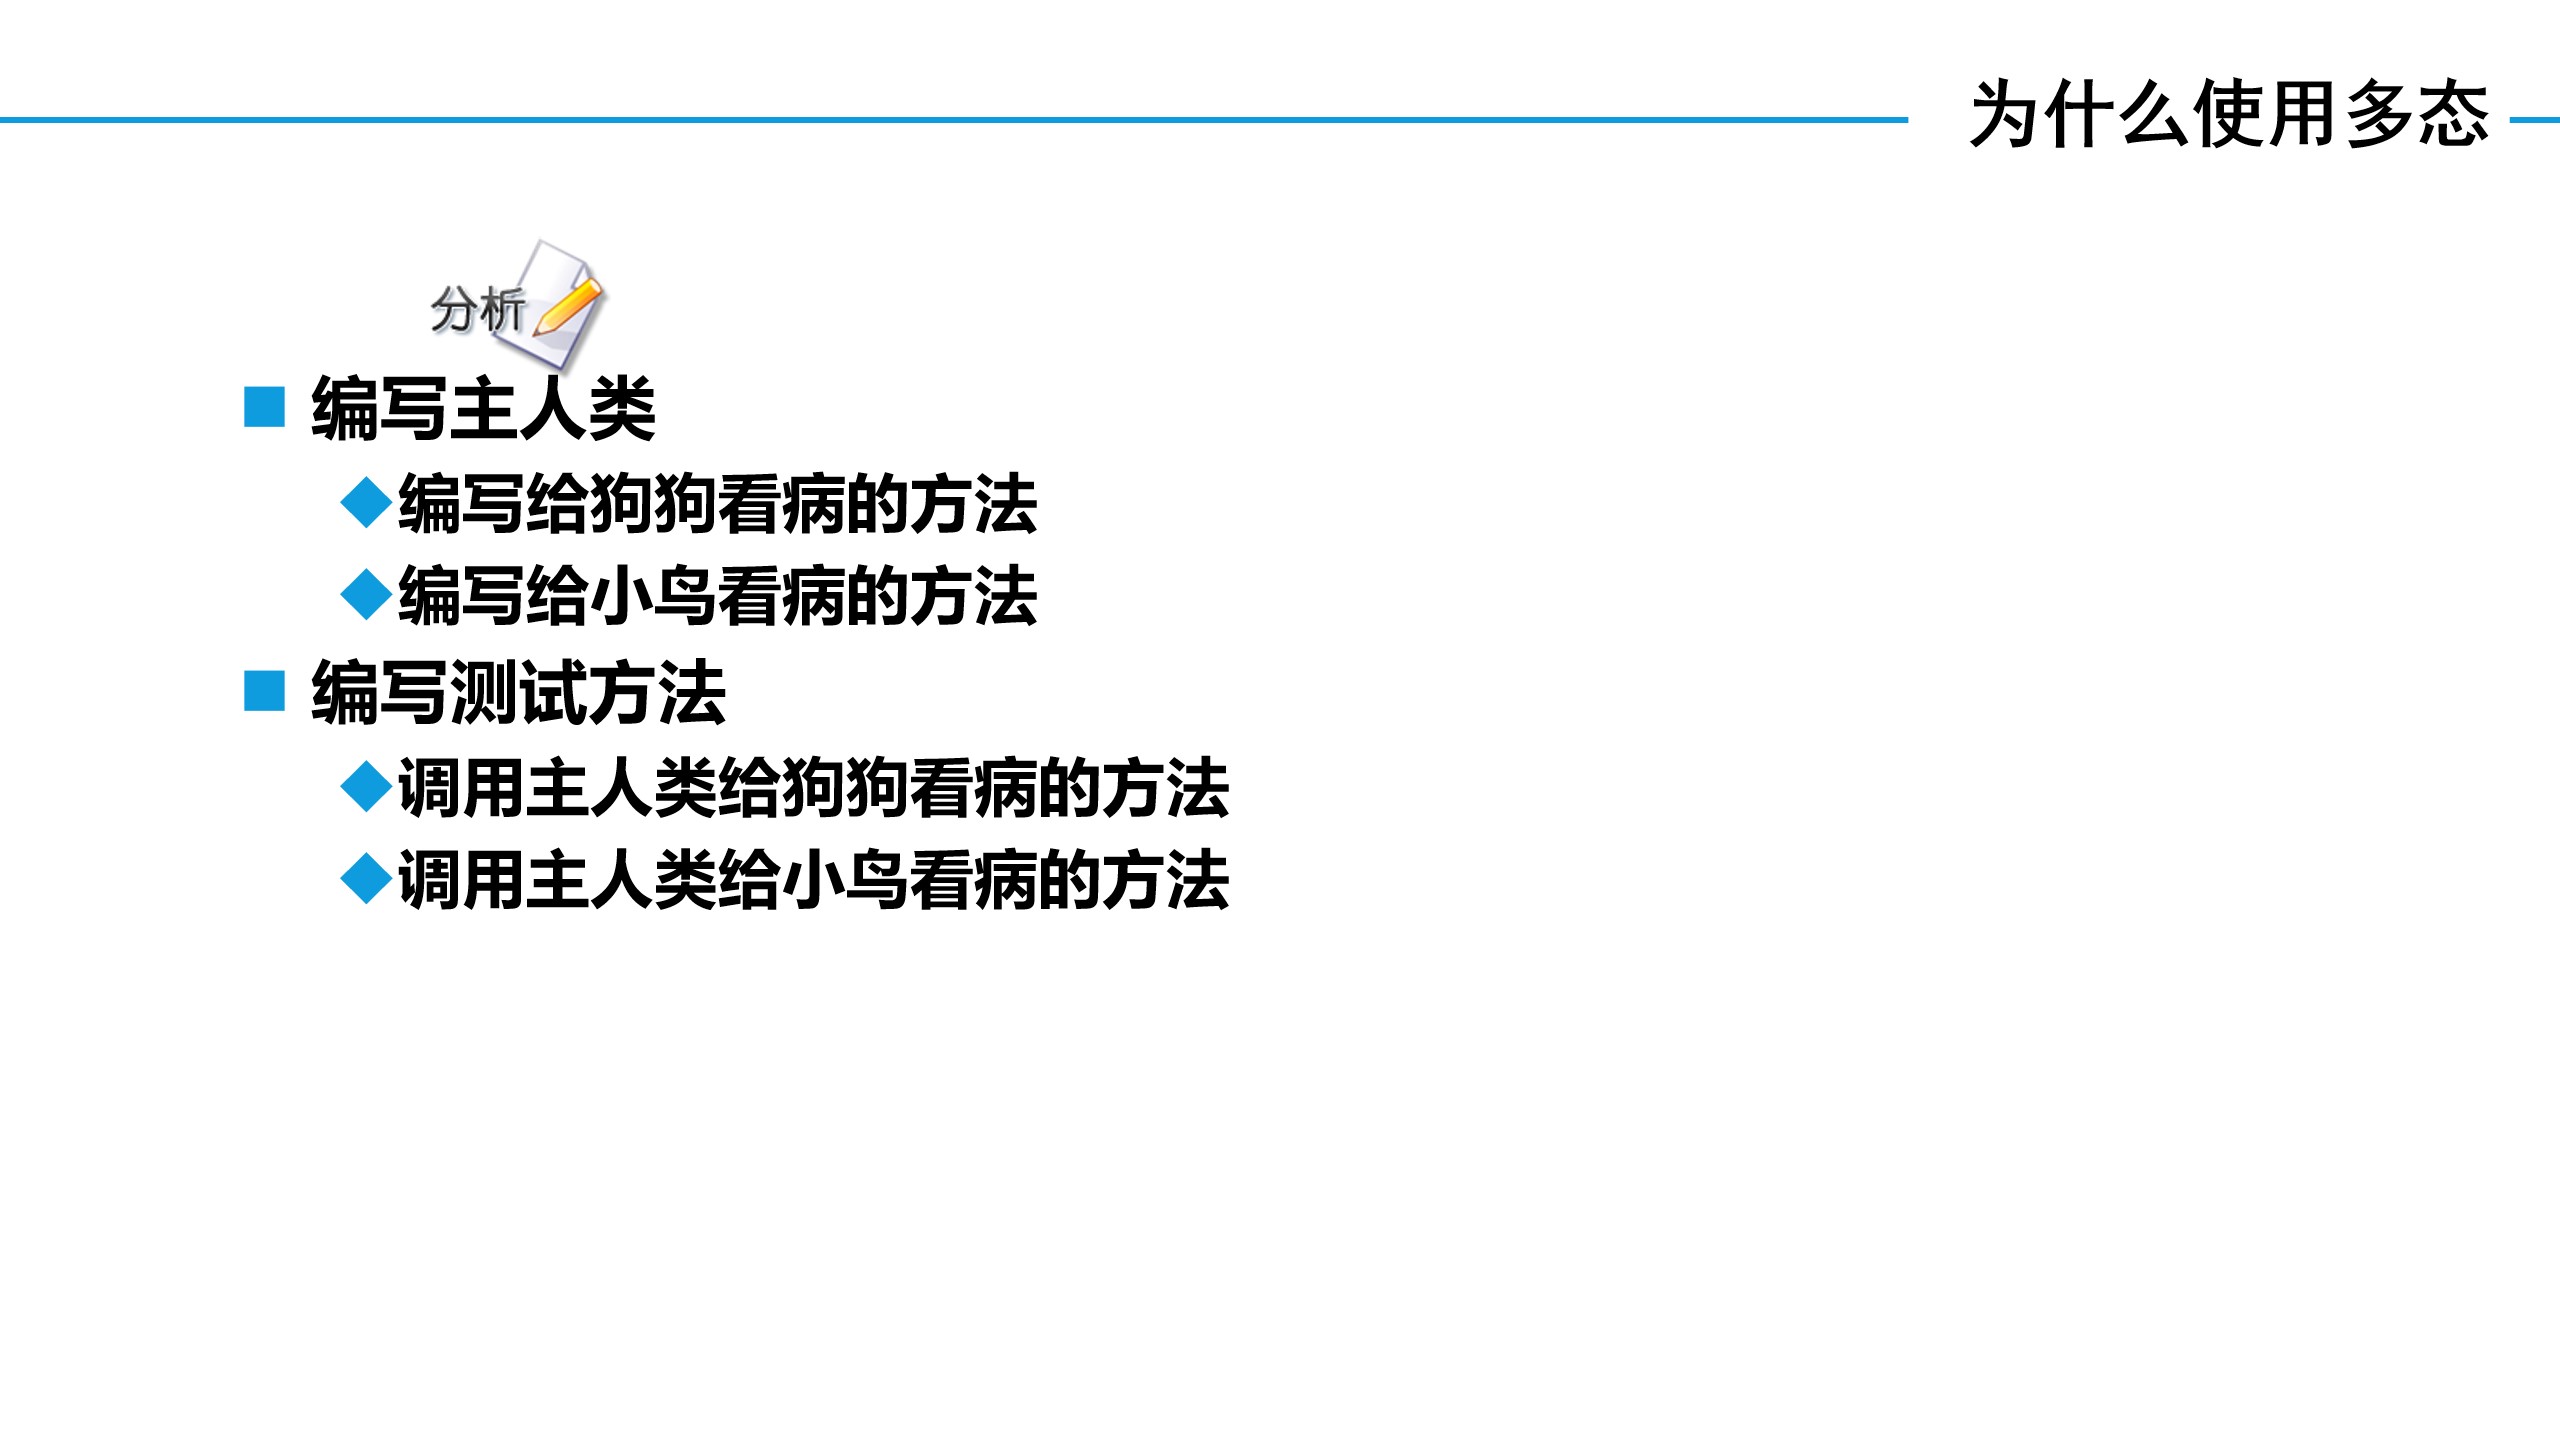 为什么使用多态
分析
编写主人类
编写给狗狗看病的方法
编写给小鸟看病的方法
编写测试方法
调用主人类给狗狗看病的方法
调用主人类给小鸟看病的方法